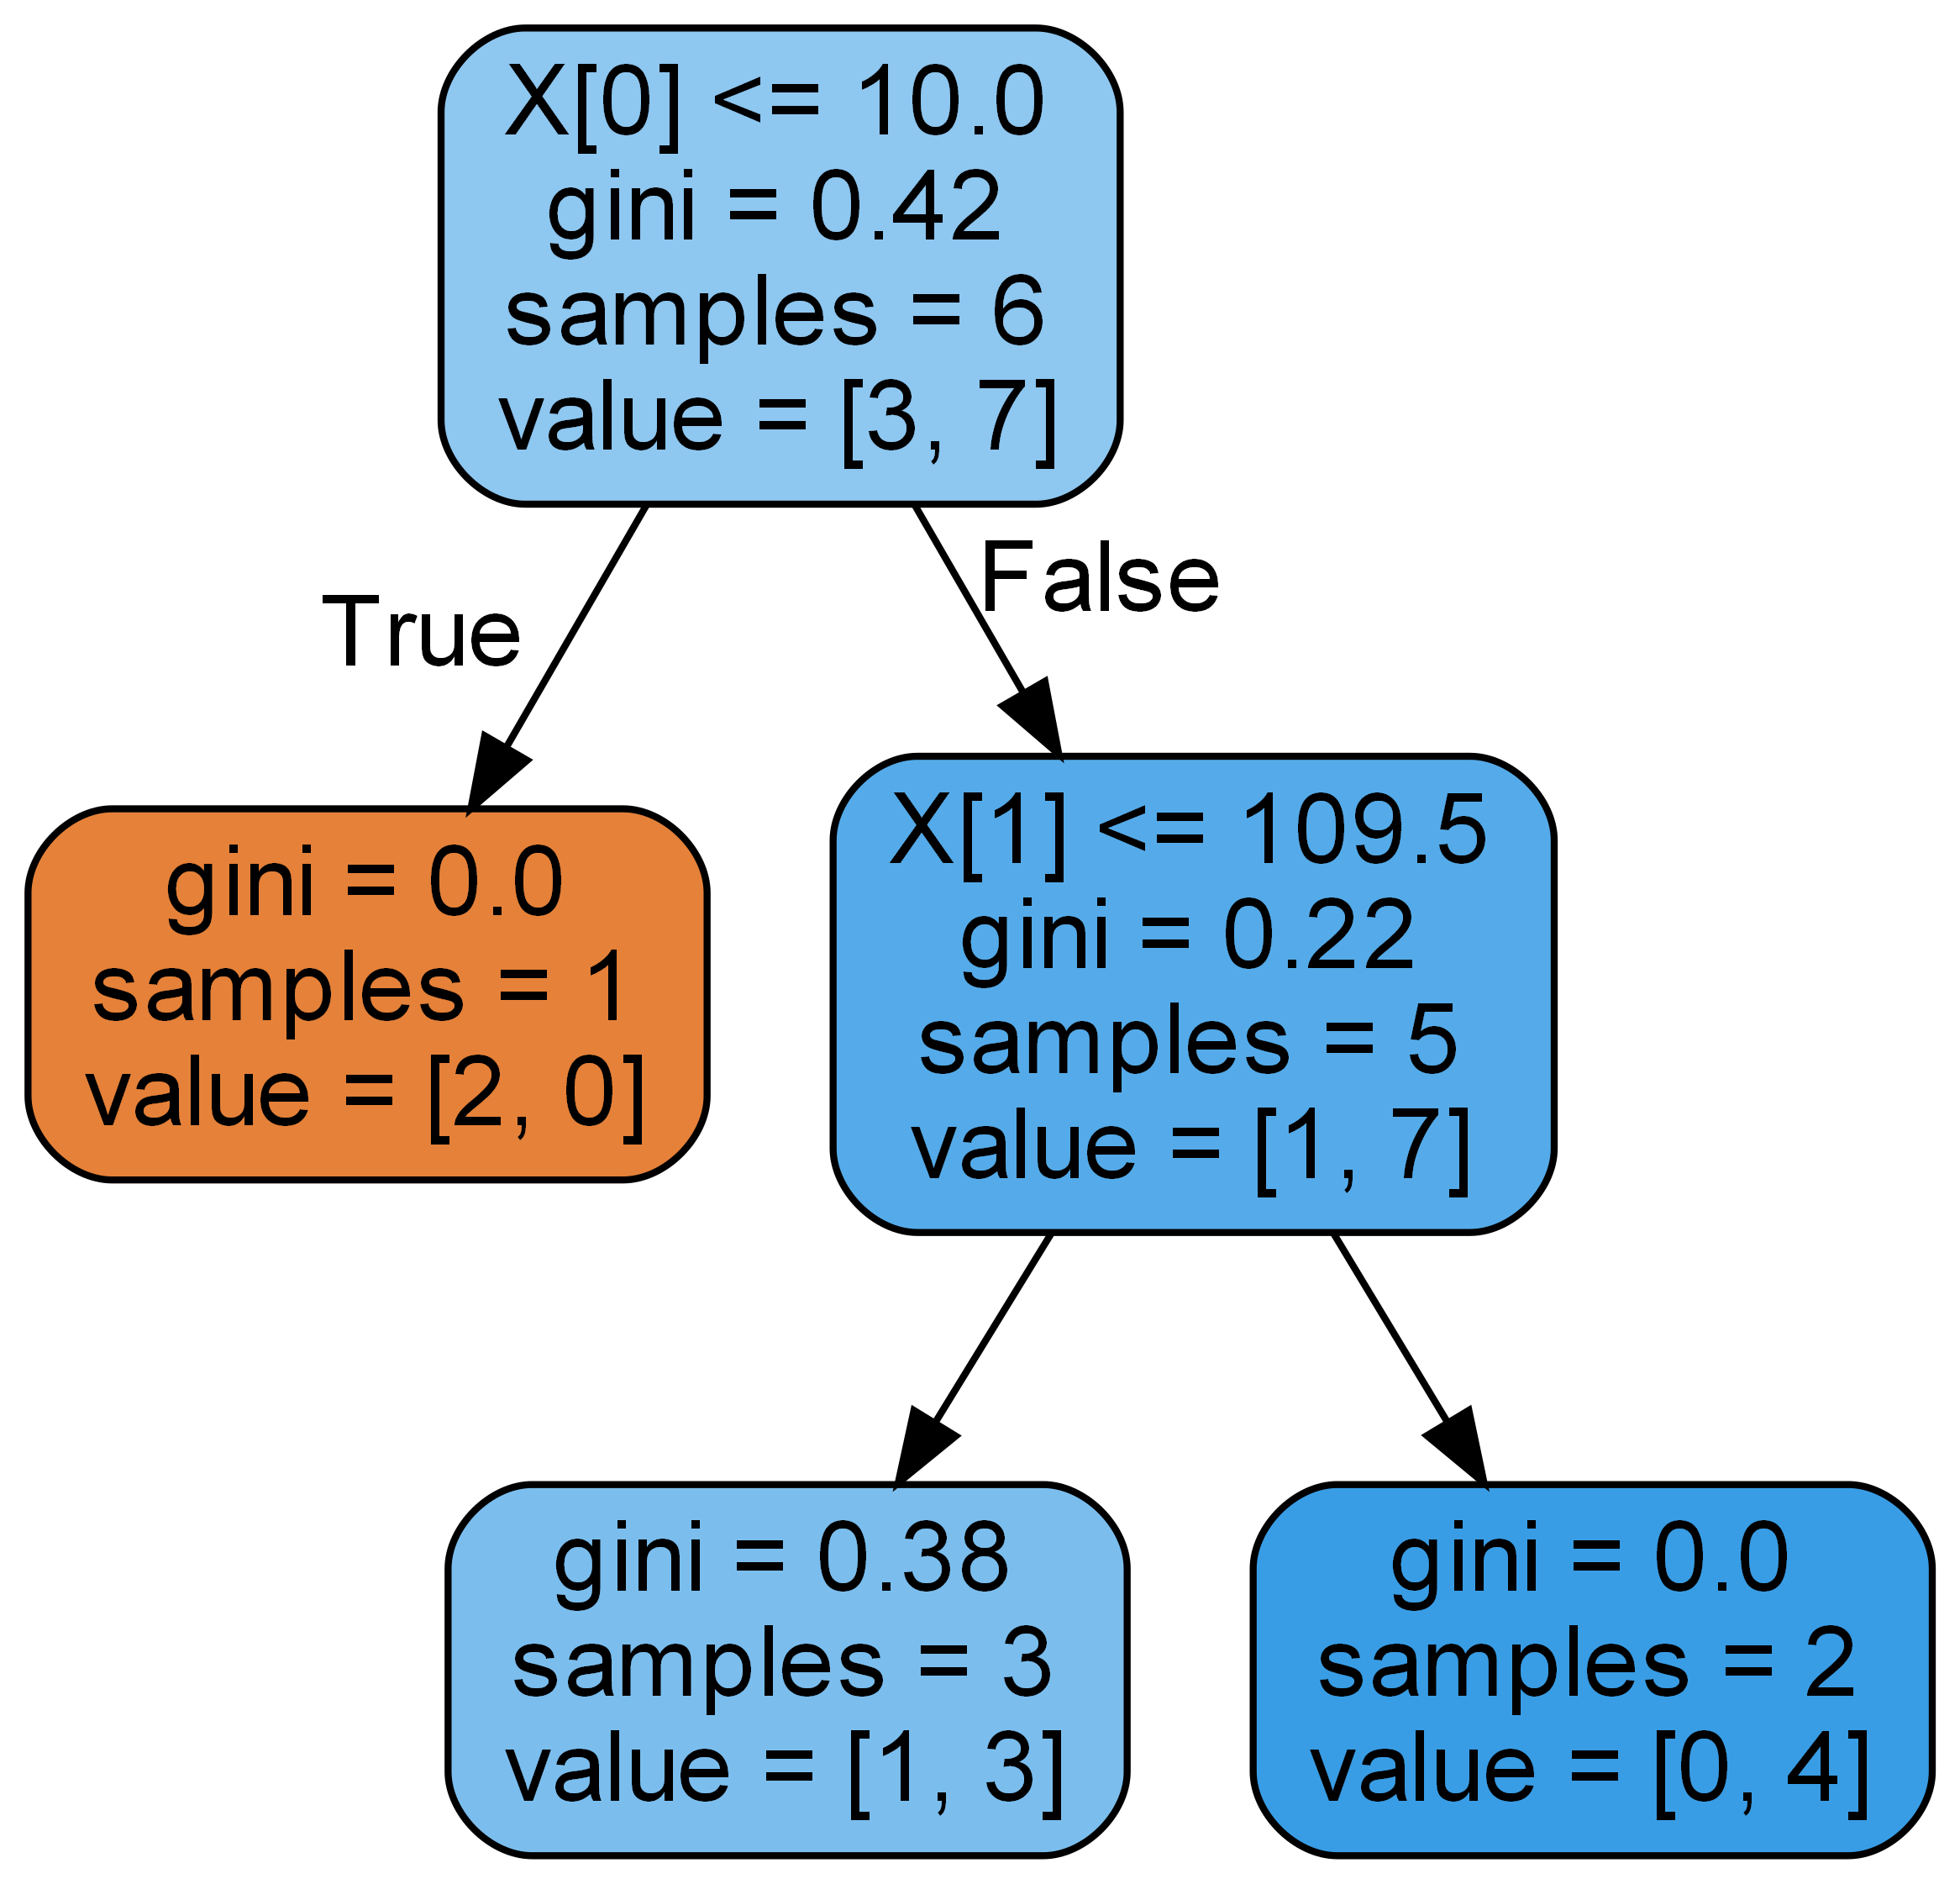 X[0] <= 10.0
gini = 0.42
samples = 6
value = [3, 7]
True
False
gini = 0.0
samples = 1
value = [2, 0]
X[1] <= 109.5
gini = 0.22
samples = 5
value = [1, 7]
gini = 0.38
samples = 3
value = [1, 3]
gini = 0.0
samples = 2
value = [0, 4]